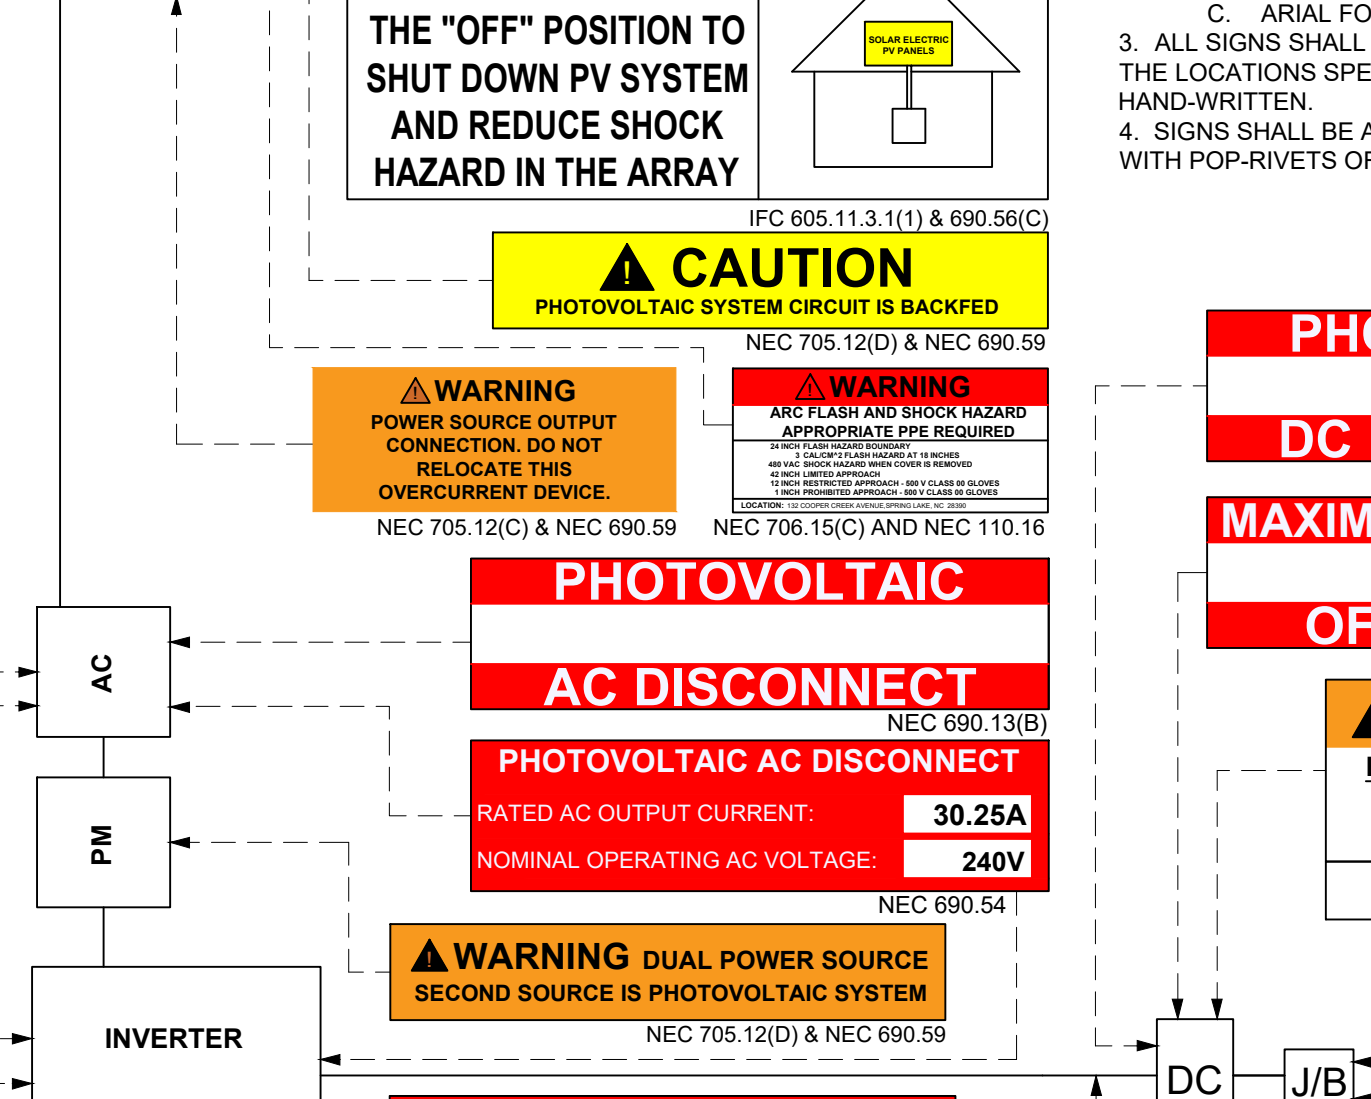 THE "OFF" POSITION TO
SHUT DOWN PV SYSTEM
AND REDUCE SHOCK
HAZARD IN THE ARRAY
SOLAR ELECTRIC
PV PANELS
IFC 605.11.3.1(1) & 690.56(C)
C. ARIAL FO
3. ALL SIGNS SHALL
THE LOCATIONS SPE
HAND-WRITTEN.
4. SIGNS SHALL BE A
WITH POP-RIVETS OF
! CAUTION
PHOTOVOLTAIC SYSTEM CIRCUIT IS BACKFED
NEC 705.12(D) & NEC 690.59
! WARNING
POWER SOURCE OUTPUT
CONNECTION. DO NOT
RELOCATE THIS
OVERCURRENT DEVICE.
NEC 705.12(C) & NEC 690.59
! WARNING
ARC FLASH AND SHOCK HAZARD
APPROPRIATE PPE REQUIRED
24 INCH FLASH HAZARD BOUNDARY
3 CAL/CM^2 FLASH HAZARD AT 18 INCHES
480 VAC SHOCK HAZARD WHEN COVER IS REMOVED
42 INCH LIMITED APPROACH
12 INCH RESTRICTED APPROACH - 500 V CLASS 00 GLOVES
1 INCH PROHIBITED APPROACH - 500 V CLASS 00 GLOVES
LOCATION: 132 COOPER CREEK AVENUE,SPRING LAKE, NC 28390
NEC 706.15(C) AND NEC 110.16
PHO
DC
MAXIM
OF
AC
PHOTOVOLTAIC
AC DISCONNECT
NEC 690.13(B)
PHOTOVOLTAIC AC DISCONNECT
RATED AC OUTPUT CURRENT: 30.25A
NOMINAL OPERATING AC VOLTAGE: 240V
NEC 690.54
PM
! WARNING DUAL POWER SOURCE
SECOND SOURCE IS PHOTOVOLTAIC SYSTEM
NEC 705.12(D) & NEC 690.59
INVERTER
DC
J/B